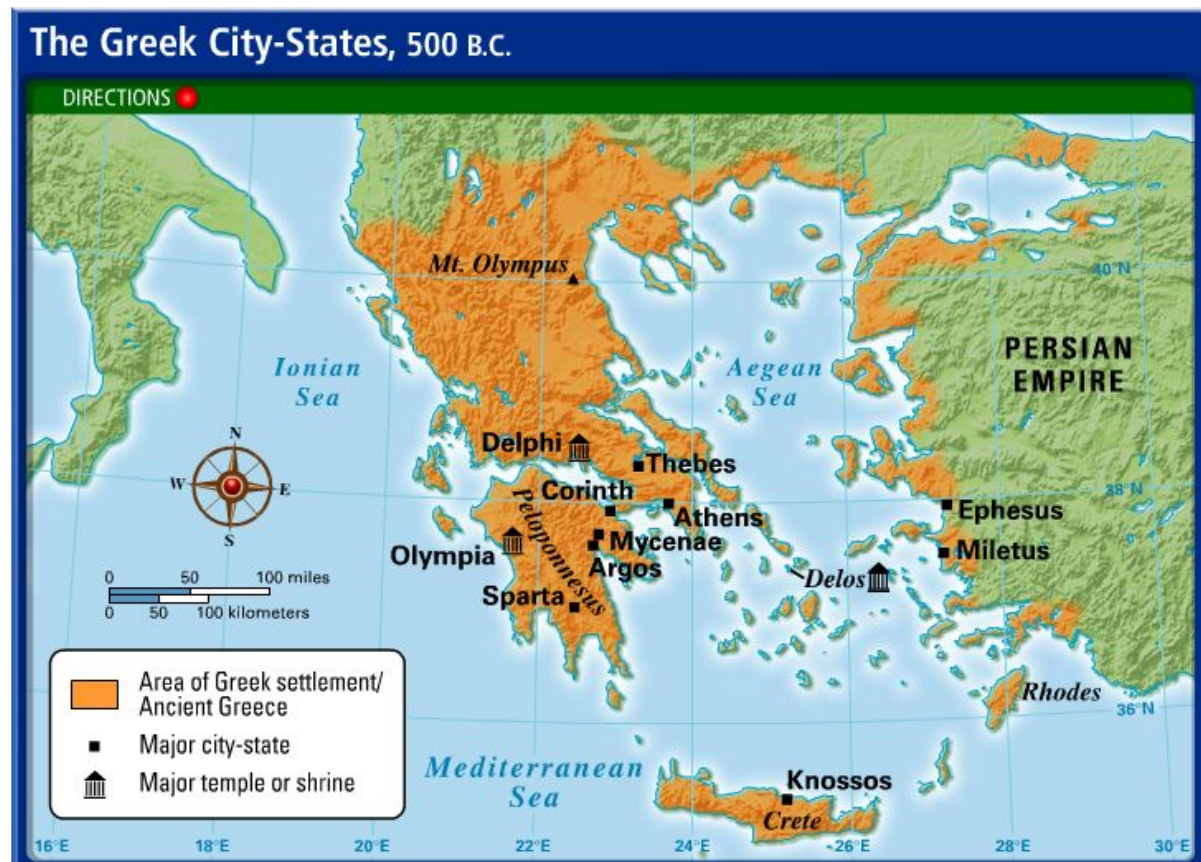 The Greek City-States, 500 B.C.
DIRECTIONS
Mt. Olympus
40°N
Ionian
Sea
Aegean
Sea
PERSIAN
EMPIRE
N
W
E
S
Delphi
Thebes
Corinth
Peloponnesus
Athens
38°N
Ephesus
Olympia
Mycenae
Argos
Miletus
Delos
Sparta
0 50 100 miles
0 50 100 kilometers
Rhodes
36°N
Area of Greek settlement/
Ancient Greece
Major city-state
Major temple or shrine
Mediterranean
Sea
Knossos
Crete
16°E 18°E 20°E 22°E 24°E 26°E 28°E 30°E